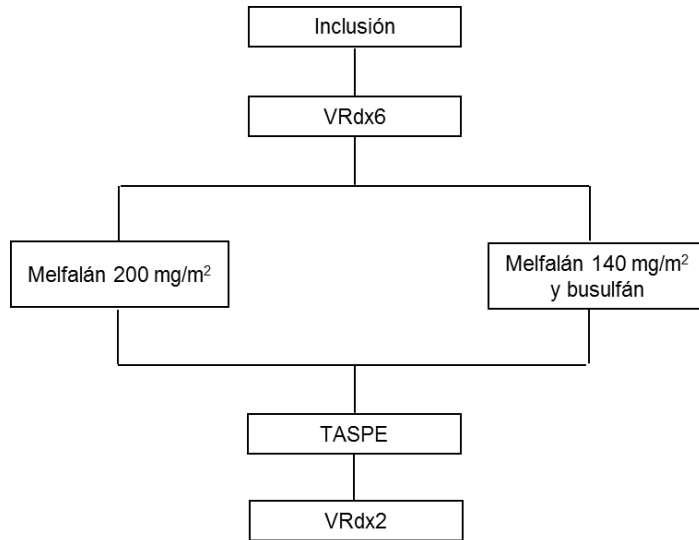 Inclusión
VRdx6
Melfalán 200 mg/m²
Melfalán 140 mg/m²
y busulfán
TASPE
VRdx2